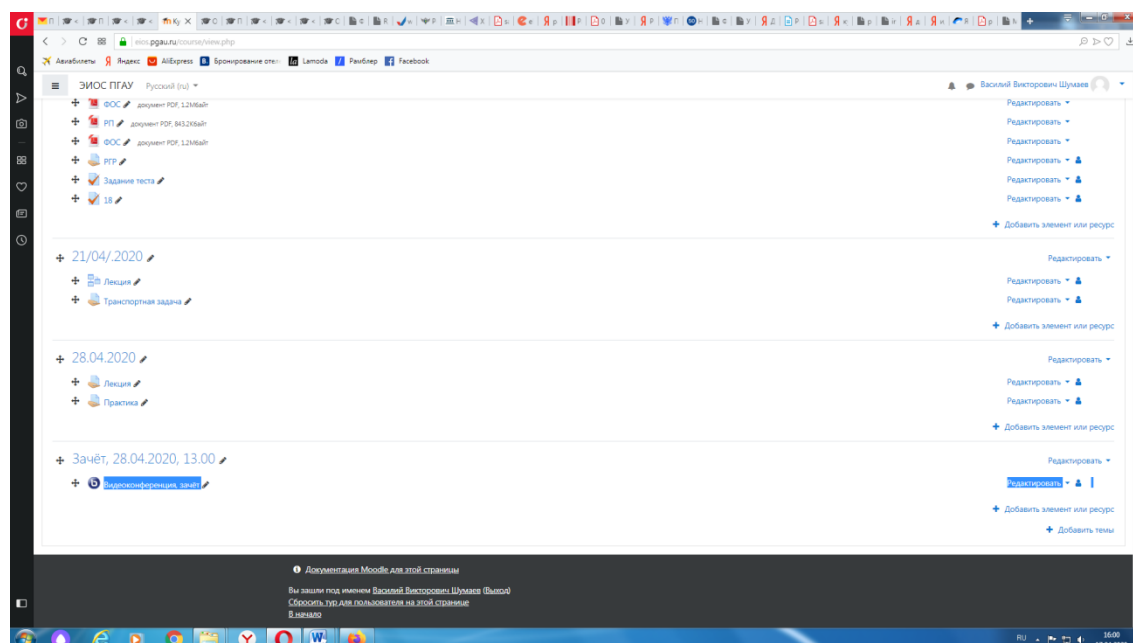 eios.pgau.ru/course/view.php
Авиабилеты Яндекс AliExpress Бронирование отел Lamoda Рамблер Facebook
ЭИОС ПГАУ Русский (ru) Василий Викторович Шумаев
ФОС документ PDF, 1.2Мбайт Редактировать
РП документ PDF, 843.2Кбайт Редактировать
ФОС документ PDF, 1.2Мбайт Редактировать
РГР Редактировать
Задание теста Редактировать
18 Редактировать
Добавить элемент или ресурс
21/04/.2020 Редактировать
Лекция Редактировать
Транспортная задача Редактировать
Добавить элемент или ресурс
28.04.2020 Редактировать
Лекция Редактировать
Практика Редактировать
Добавить элемент или ресурс
Зачёт, 28.04.2020, 13.00 Редактировать
Видеоконференция, зачёт Редактировать
Добавить элемент или ресурс
Добавить темы
Документация Moodle для этой страницы
Вы зашли под именем Василий Викторович Шумаев (Выход)
Сбросить тур для пользователя на этой странице
В начало
RU 16:00